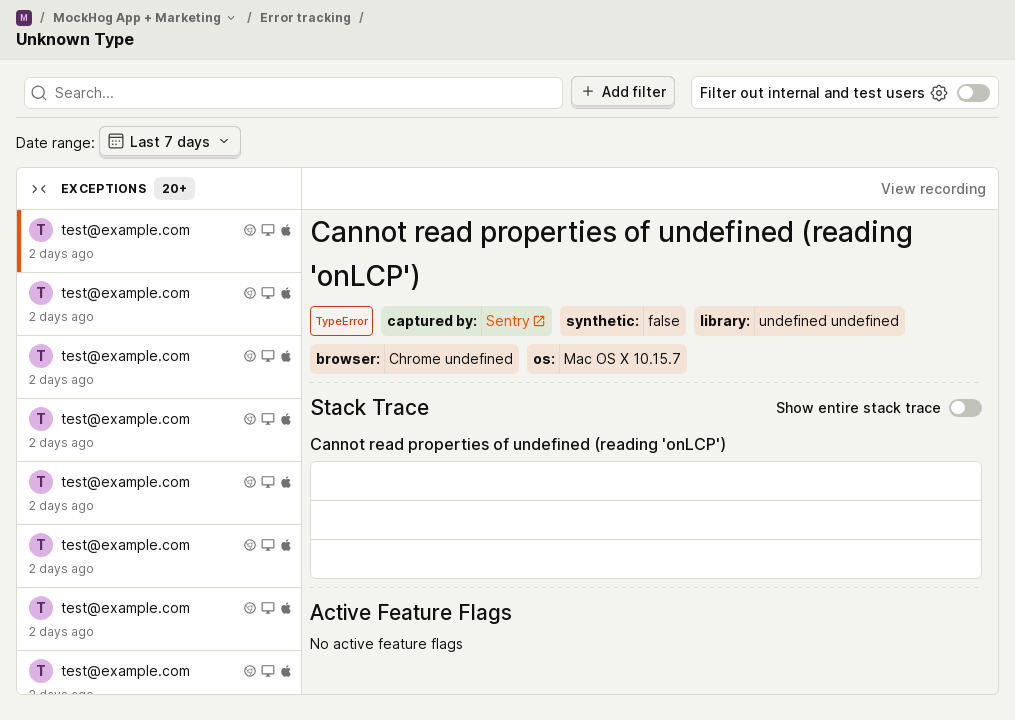 M / MockHog App + Marketing / Error tracking /
Unknown Type
Search...
Add filter
Filter out internal and test users
Date range: Last 7 days
EXCEPTIONS 20+
View recording
T test@example.com
2 days ago
T test@example.com
2 days ago
T test@example.com
2 days ago
T test@example.com
2 days ago
T test@example.com
2 days ago
T test@example.com
2 days ago
T test@example.com
2 days ago
T test@example.com
2 days ago
Cannot read properties of undefined (reading
'onLCP')
TypeError captured by: Sentry synthetic: false library: undefined undefined
browser: Chrome undefined os: Mac OS X 10.15.7
Stack Trace
Show entire stack trace
Cannot read properties of undefined (reading 'onLCP')
Active Feature Flags
No active feature flags